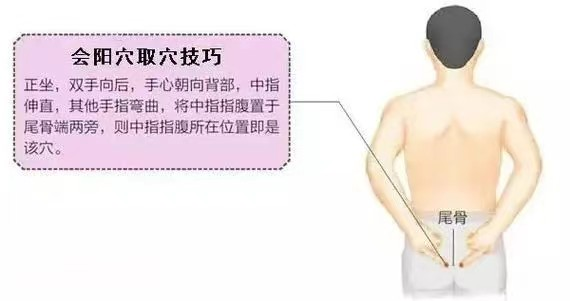 会阳穴取穴技巧
正坐，双手向后，手心朝向背部，中指
伸直，其他手指弯曲，将中指指腹置于
尾骨端两旁，则中指指腹所在位置即是
该穴。
尾骨